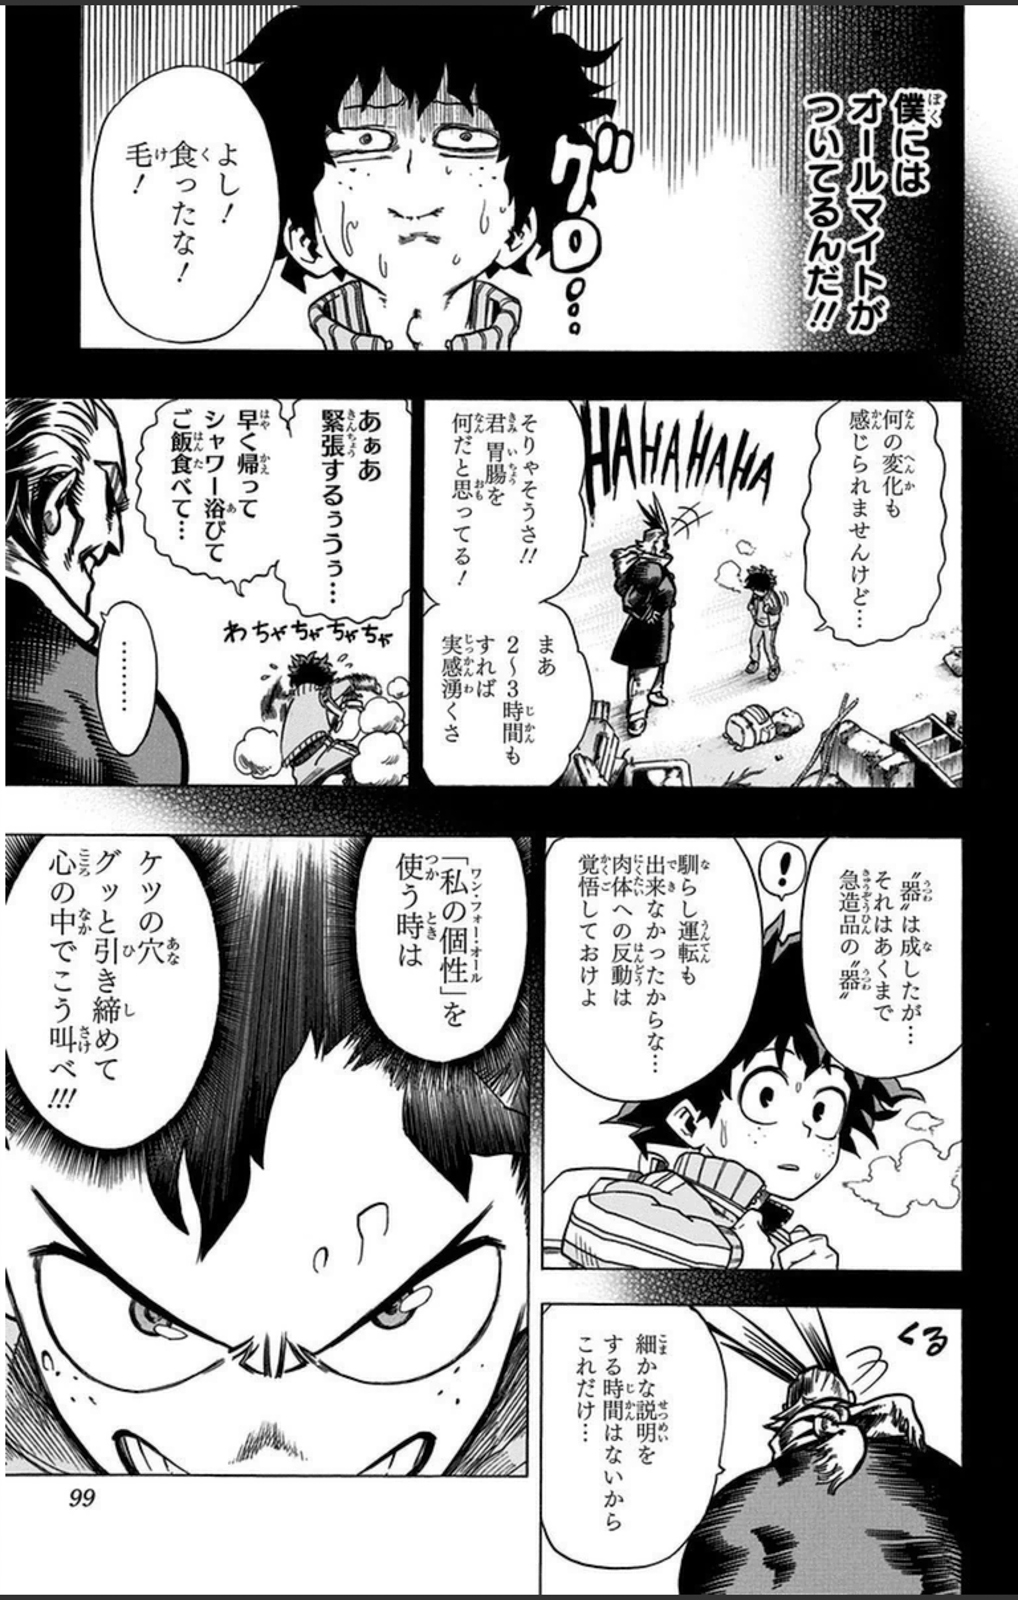 僕には
オールマイトが
ついてるんだ!!
グロロ…
よし!
食ったな!
毛!
何の変化も
感じられませんけど…
HAHAHAHA
そりゃそうさ!!
君 胃腸を
何だと思ってる!
まあ
2〜3時間も
すれば
実感湧くさ
あぁあ
緊張するぅうぅ…
早く帰って
シャワー浴びて
ご飯食べて…
わちゃちゃちゃちゃ
………
〝器〟は成したが…
それはあくまで
急造品の〝器〟
!
馴らし運転も
出来なかったからな…
肉体への反動は
覚悟しておけよ
くる
細かな説明を
する時間はないから
これだけ…
「私の個性」を
使う時は
ケツの穴
グッと引き締めて
心の中でこう叫べ!!!
99